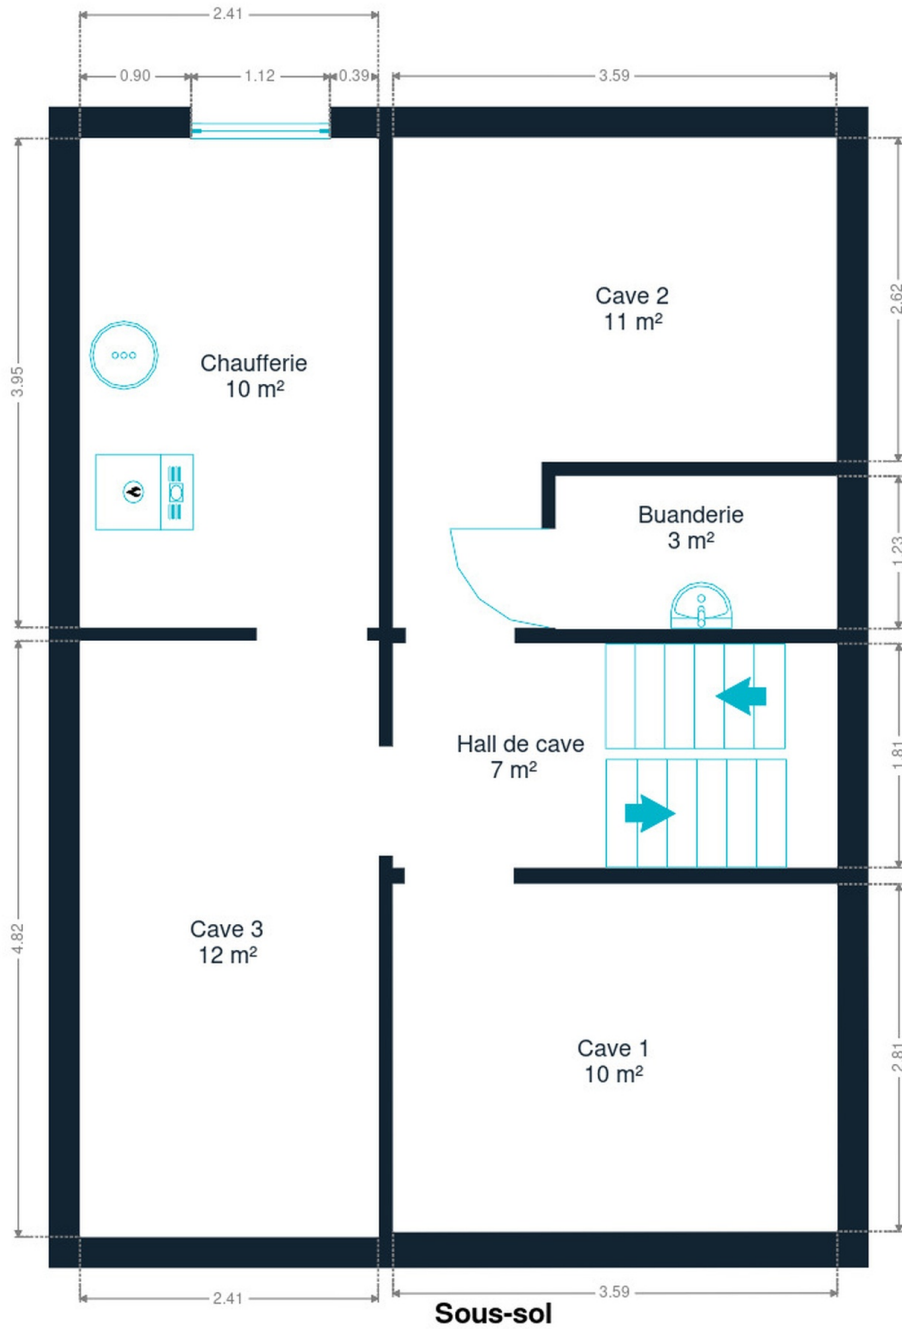 2.41
0.90
1.12
0.39
3.59
Cave 2
11 m²
2.62
Chaufferie
10 m²
3.95
Buanderie
3 m²
1.23
Hall de cave
7 m²
1.81
Cave 3
12 m²
4.82
Cave 1
10 m²
2.81
2.41
3.59
Sous-sol